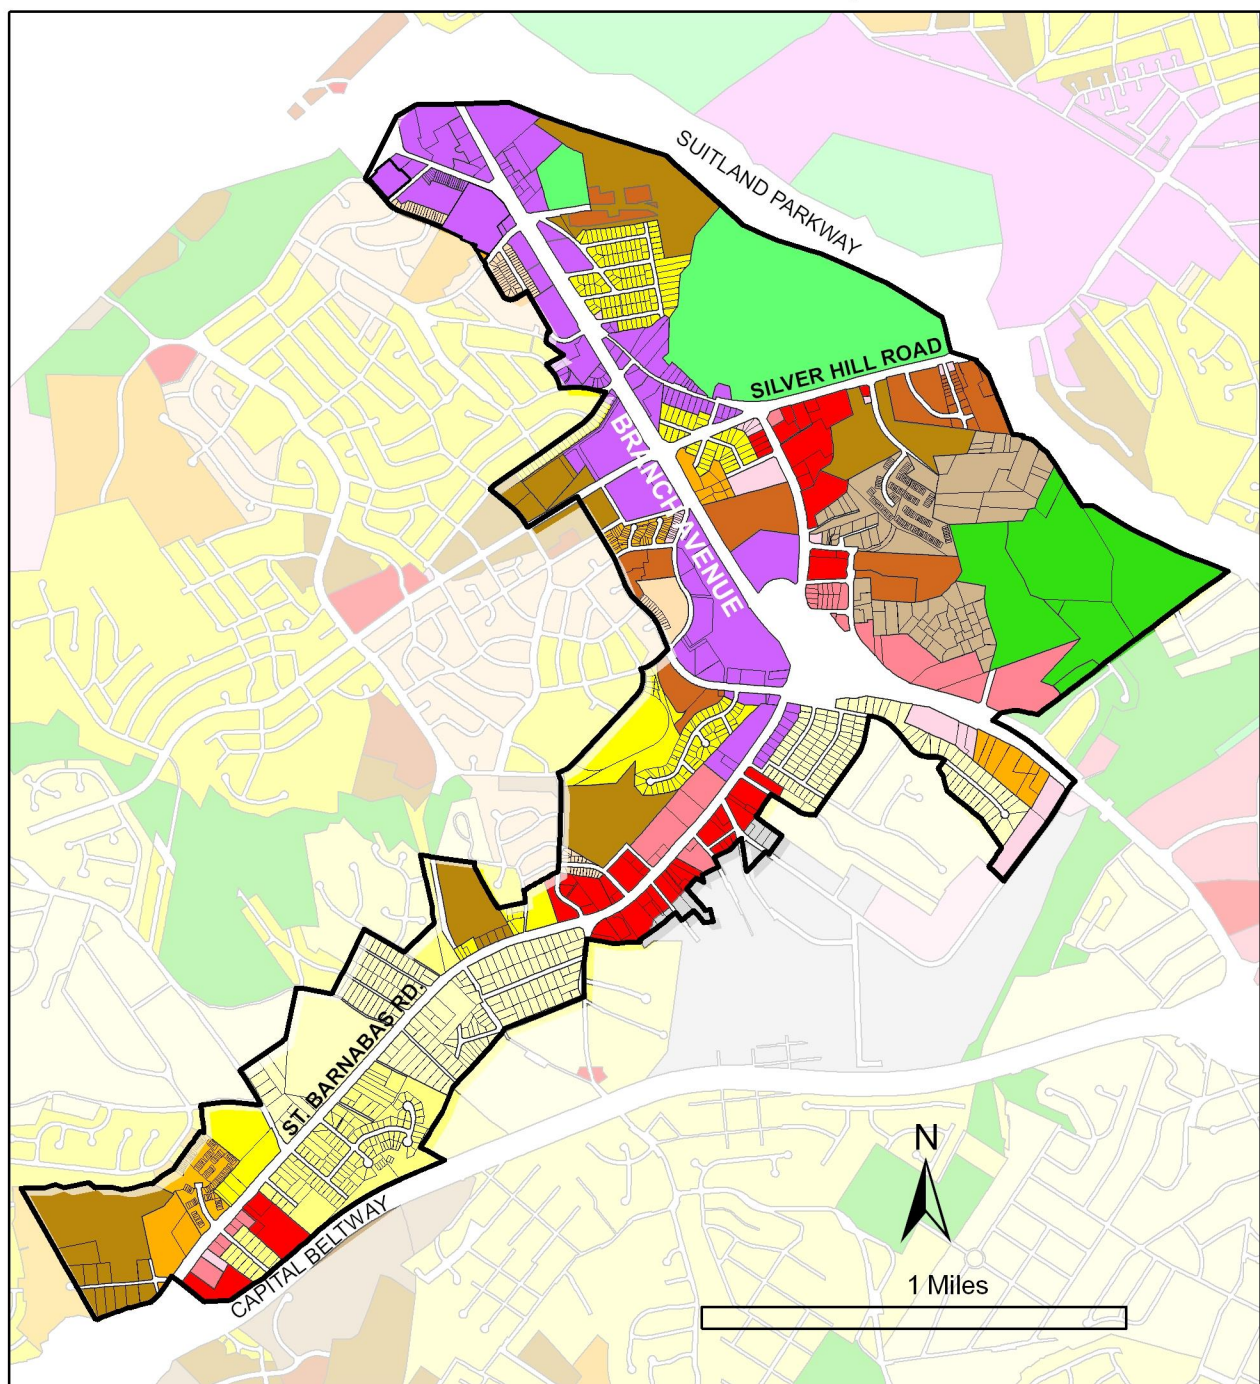 SUITLAND PARKWAY
SILVER HILL ROAD
BRANCH AVENUE
ST. BARNABAS RD.
N
CAPITAL BELTWAY
1 Miles